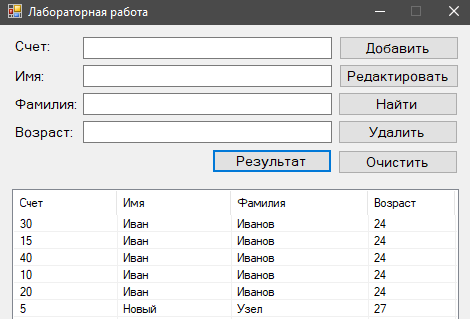 Лабораторная работа
Счет: Добавить
Имя: Редактировать
Фамилия: Найти
Возраст: Удалить
Результат Очистить
Счет Имя Фамилия Возраст
30 Иван Иванов 24
15 Иван Иванов 24
40 Иван Иванов 24
10 Иван Иванов 24
20 Иван Иванов 24
5 Новый Узел 27